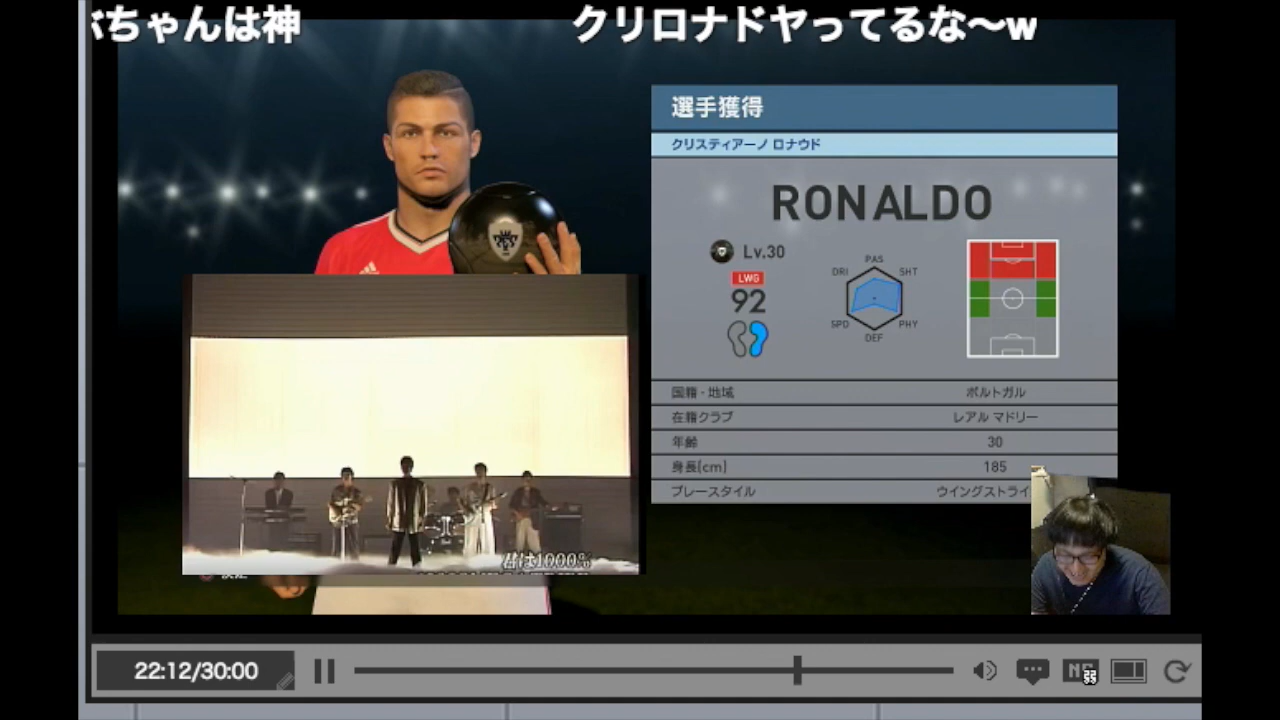 ちゃんは神
クリロナドヤってるな〜w
選手獲得
クリスティアーノ ロナウド
RONALDO
Lv.30
LWG
92
PAS
DRI
SHT
SPD
PHY
DEF
国籍・地域 ポルトガル
在籍クラブ レアル マドリー
年齢 30
身長[cm] 185
プレースタイル ウイングストライ
君は1000%
22:12/30:00
NG
弱